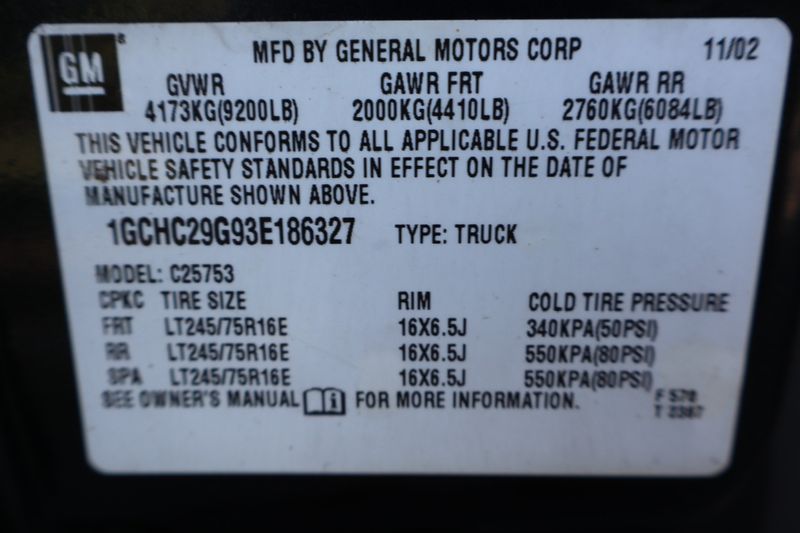 GM
MFD BY GENERAL MOTORS CORP 11/02
GVWR GAWR FRT GAWR RR
4173KG(9200LB) 2000KG(4410LB) 2760KG(6084LB)
THIS VEHICLE CONFORMS TO ALL APPLICABLE U.S. FEDERAL MOTOR
VEHICLE SAFETY STANDARDS IN EFFECT ON THE DATE OF
MANUFACTURE SHOWN ABOVE.
1GCHC29G93E186327 TYPE: TRUCK
MODEL: C25753
CPKC TIRE SIZE RIM COLD TIRE PRESSURE
FRT LT245/75R16E 16X6.5J 340KPA(50PSI)
RR LT245/75R16E 16X6.5J 550KPA(80PSI)
SPA LT245/75R16E 16X6.5J 550KPA(80PSI)
SEE OWNER'S MANUAL FOR MORE INFORMATION.
F 578